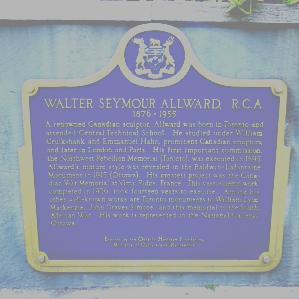 WALTER SEYMOUR ALLWARD, R.C.A.
1876 - 1955
A renowned Canadian sculptor, Allward was born in Toronto and
attended Central Technical School. He studied under William
Cruikshank and Emmanuel Hahn, prominent Canadian sculptors,
and later in London and Paris. His first important commission,
the Northwest Rebellion Memorial (Toronto), was executed in 1895.
Allward's mature style was revealed in the Baldwin-Lafontaine
Monument in 1915 (Ottawa). His greatest project was the Cana-
dian War Memorial at Vimy Ridge, France. This work,
completed in 1936, took fourteen years to execute. Among his
other well-known works are Toronto monuments to William Lyon
Mackenzie, John Graves Simcoe, and the memorial to the South
African War. His work is represented in the National Gallery,
Ottawa.